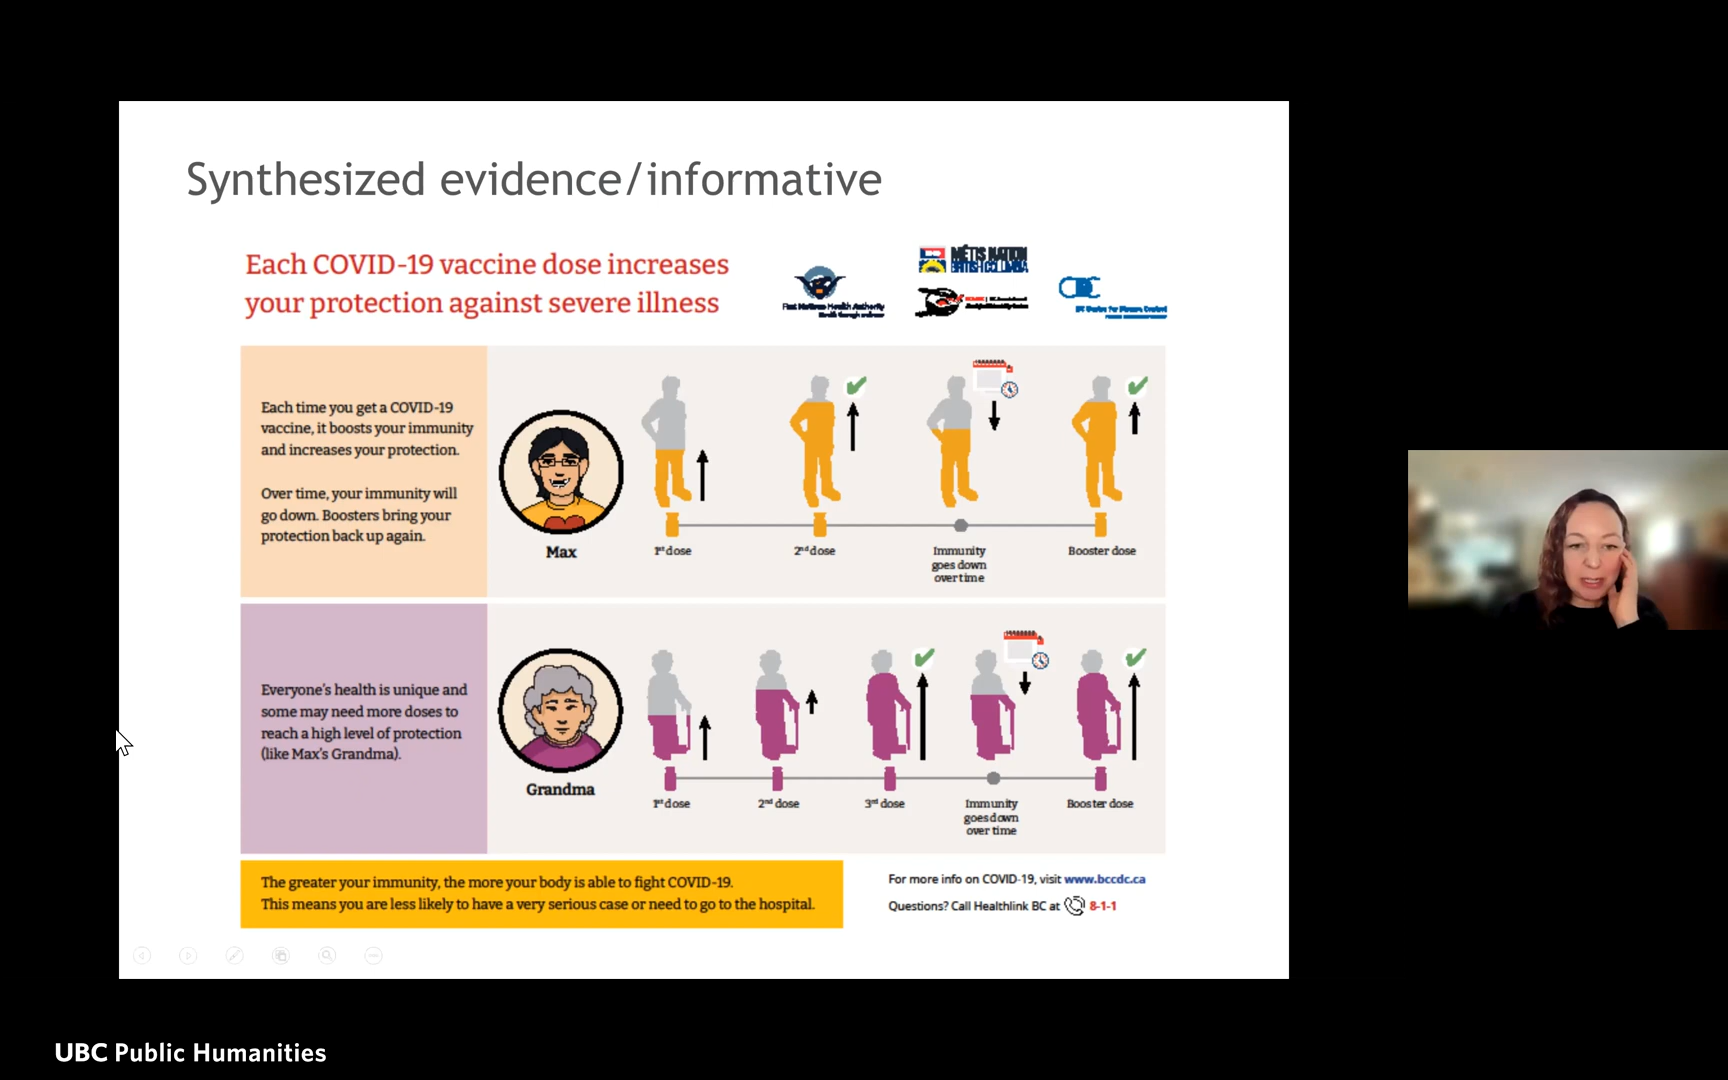 Synthesized evidence/informative
Each COVID-19 vaccine dose increases
your protection against severe illness
First Nations Health Authority
MÉTIS NATION
BRITISH COLUMBIA
Each time you get a COVID-19
vaccine, it boosts your immunity
and increases your protection.
Over time, your immunity will
go down. Boosters bring your
protection back up again.
Max
1st dose
2nd dose
Immunity
goes down
over time
Booster dose
Everyone's health is unique and
some may need more doses to
reach a high level of protection
(like Max's Grandma).
Grandma
1st dose
2nd dose
3rd dose
Immunity
goes down
over time
Booster dose
The greater your immunity, the more your body is able to fight COVID-19.
This means you are less likely to have a very serious case or need to go to the hospital.
For more info on COVID-19, visit www.bccdc.ca
Questions? Call Healthlink BC at 8-1-1
UBC Public Humanities